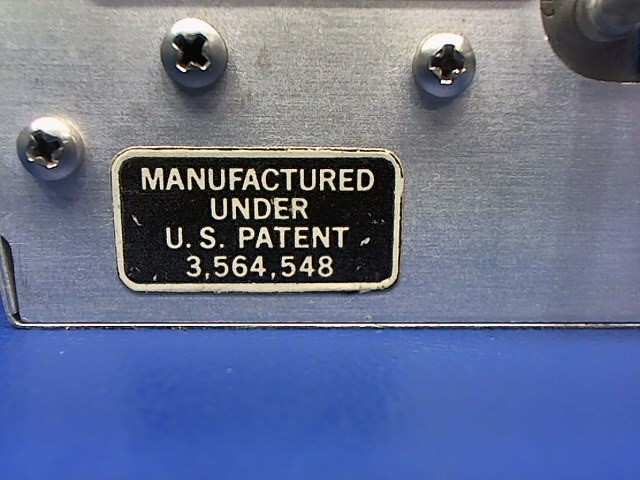 MANUFACTURED
UNDER
U. S. PATENT
3,564,548